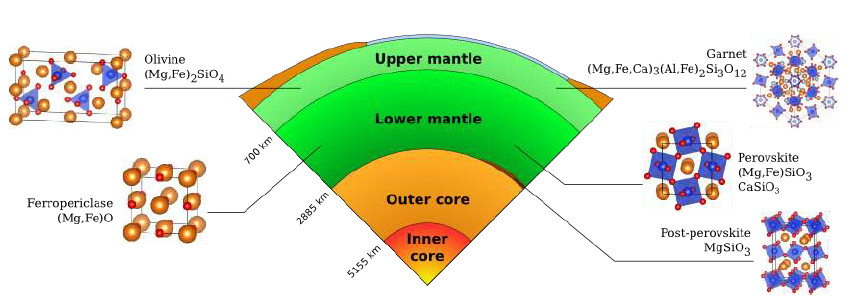 Olivine
(Mg,Fe)2SiO4
Upper mantle
Garnet
(Mg,Fe,Ca)3(Al,Fe)2Si3O12
Lower mantle
700 km
Perovskite
(Mg,Fe)SiO3
CaSiO3
Ferropericlase
(Mg,Fe)O
2885 km
Outer core
Post-perovskite
MgSiO3
Inner
core
5155 km